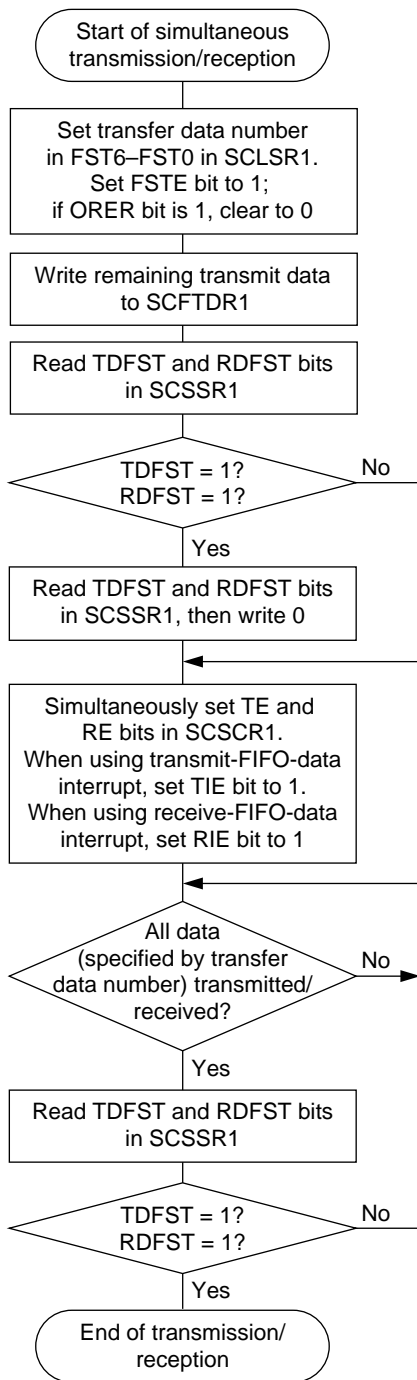 Start of simultaneous
transmission/reception
Set transfer data number
in FST6–FST0 in SCLSR1.
Set FSTE bit to 1;
if ORER bit is 1, clear to 0
Write remaining transmit data
to SCFTDR1
Read TDFST and RDFST bits
in SCSSR1
TDFST = 1?
RDFST = 1?
No
Yes
Read TDFST and RDFST bits
in SCSSR1, then write 0
Simultaneously set TE and
RE bits in SCSCR1.
When using transmit-FIFO-data
interrupt, set TIE bit to 1.
When using receive-FIFO-data
interrupt, set RIE bit to 1
All data
(specified by transfer
data number) transmitted/
received?
No
Yes
Read TDFST and RDFST bits
in SCSSR1
TDFST = 1?
RDFST = 1?
No
Yes
End of transmission/
reception